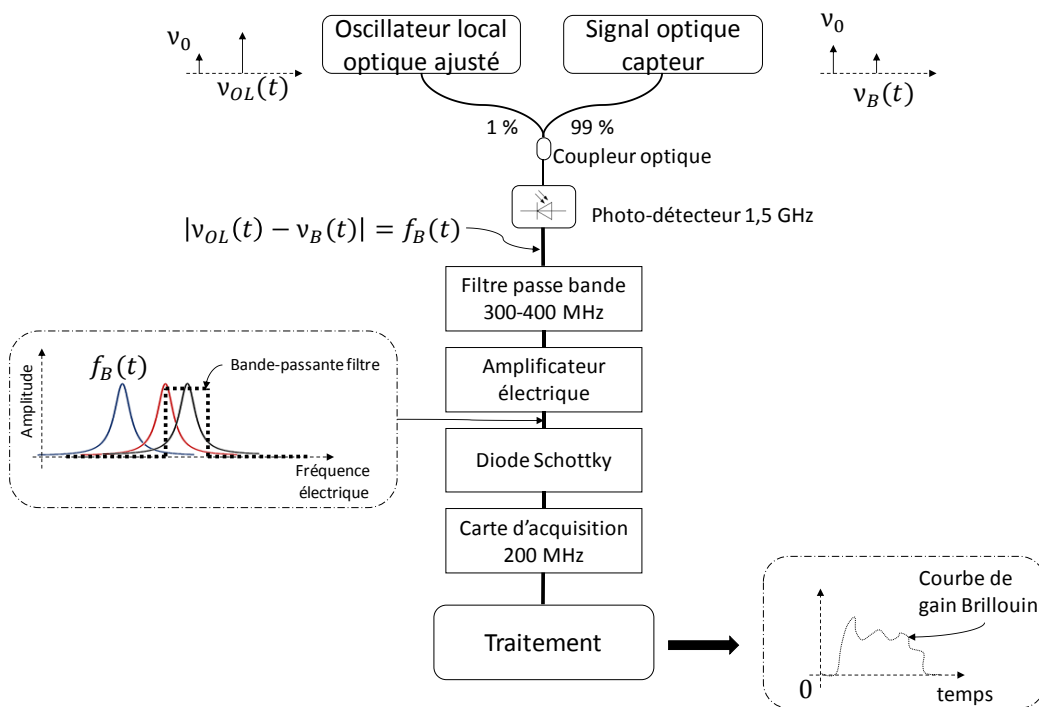 ν0
νOL(t)
Oscillateur local
optique ajusté
Signal optique
capteur
ν0
νB(t)
1 %
99 %
Coupleur optique
Photo-détecteur 1,5 GHz
|νOL(t) − νB(t)| = fB(t)
Filtre passe bande
300-400 MHz
Amplificateur
électrique
Amplitude
fB(t)
Bande-passante filtre
Fréquence
électrique
Diode Schottky
Carte d’acquisition
200 MHz
Traitement
Courbe de
gain Brillouin
0
temps